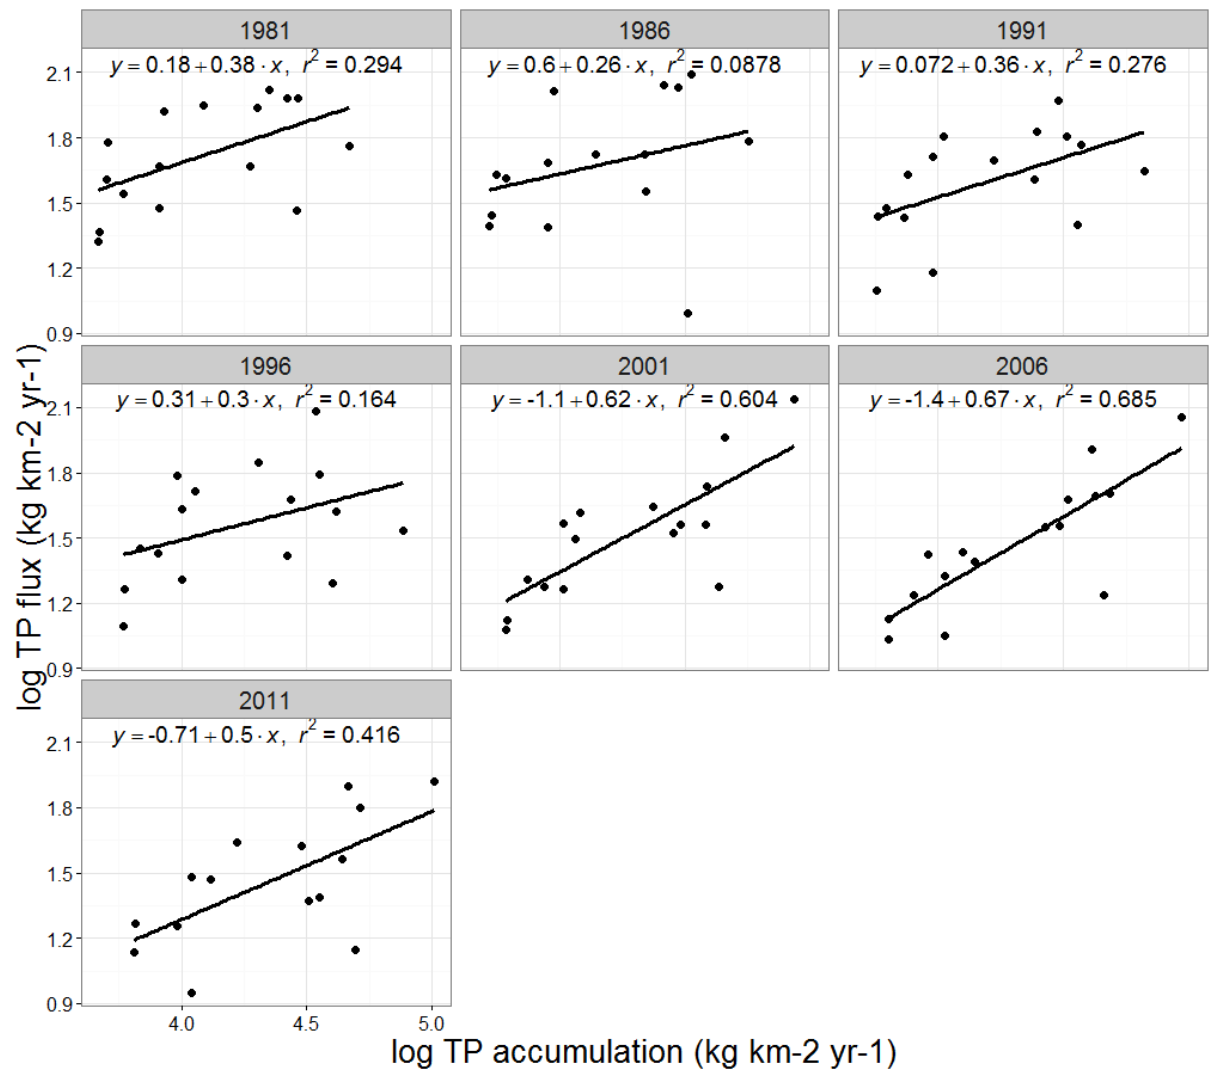 1981 1986 1991
y = 0.18 + 0.38 · x, r² = 0.294 y = 0.6 + 0.26 · x, r² = 0.0878 y = 0.072 + 0.36 · x, r² = 0.276
2.1
1.8
1.5
1.2
0.9
1996 2001 2006
y = 0.31 + 0.3 · x, r² = 0.164 y = -1.1 + 0.62 · x, r² = 0.604 y = -1.4 + 0.67 · x, r² = 0.685
2.1
1.8
1.5
1.2
0.9
log TP flux (kg km-2 yr-1)
2011
y = -0.71 + 0.5 · x, r² = 0.416
2.1
1.8
1.5
1.2
0.9
4.0 4.5 5.0
log TP accumulation (kg km-2 yr-1)